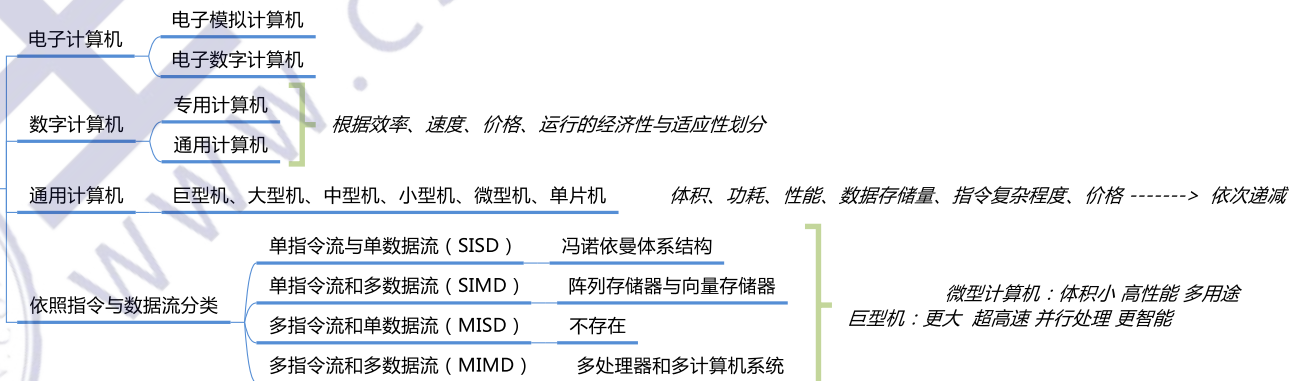 电子计算机
电子模拟计算机
电子数字计算机
数字计算机
专用计算机
通用计算机
根据效率、速度、价格、运行的经济性与适应性划分
通用计算机
巨型机、大型机、中型机、小型机、微型机、单片机
体积、功耗、性能、数据存储量、指令复杂程度、价格 -------> 依次递减
依照指令与数据流分类
单指令流与单数据流（SISD）
冯诺依曼体系结构
单指令流和多数据流（SIMD）
阵列存储器与向量存储器
多指令流和单数据流（MISD）
不存在
多指令流和多数据流（MIMD）
多处理器和多计算机系统
微型计算机：体积小 高性能 多用途
巨型机：更大 超高速 并行处理 更智能
www.c